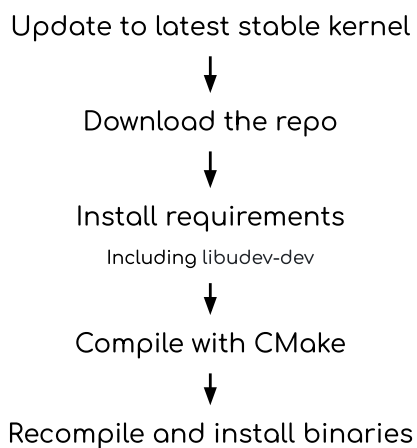 Update to latest stable kernel
Download the repo
Install requirements
Including libudev-dev
Compile with CMake
Recompile and install binaries